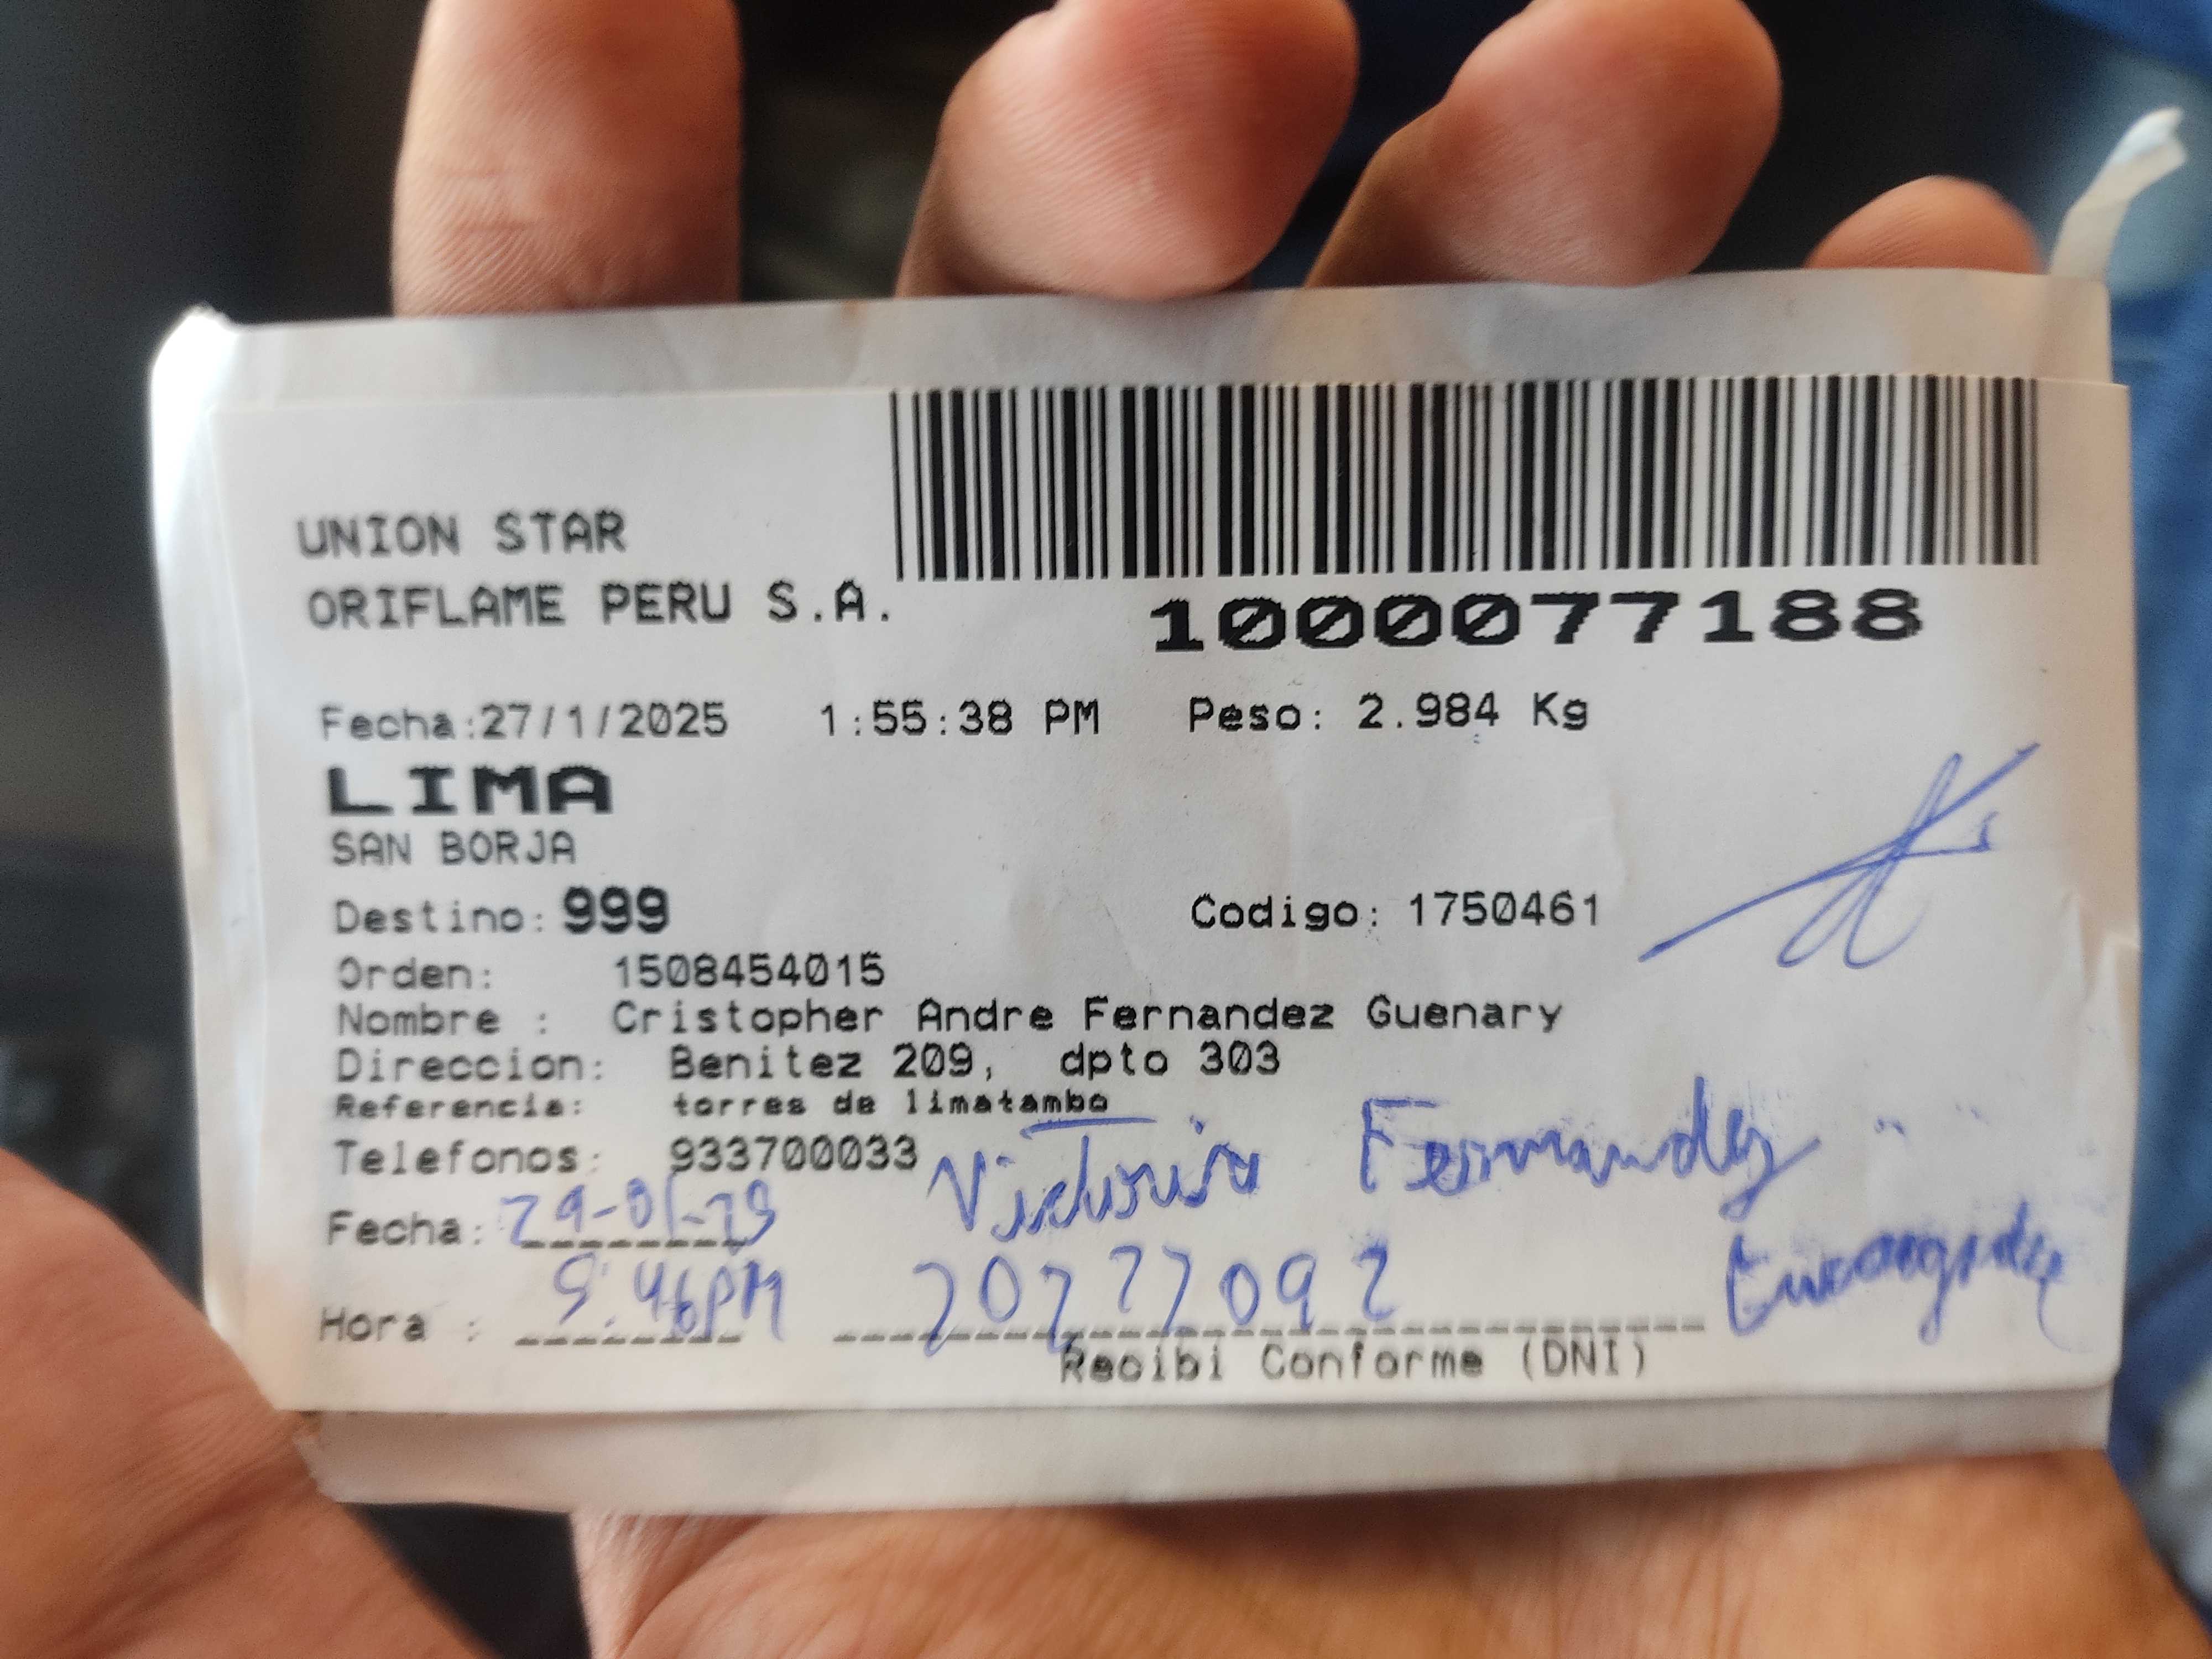 UNION STAR
ORIFLAME PERU S.A.
1000077188
Fecha:27/1/2025 1:55:38 PM Peso: 2.984 Kg
LIMA
SAN BORJA
Destino: 999 Codigo: 1750461
Orden: 1508454015
Nombre : Cristopher Andre Fernandez Guenary
Direccion: Benitez 209, dpto 303
Referencia: torres de limatambo
Telefonos: 933700033 Victoria Fernandez
Fecha:
Hora :
Recibi Conforme (DNI)